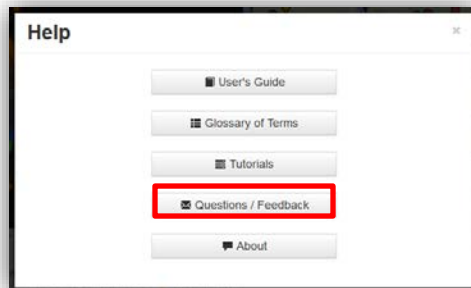 Help
×
User's Guide
Glossary of Terms
Tutorials
Questions / Feedback
About